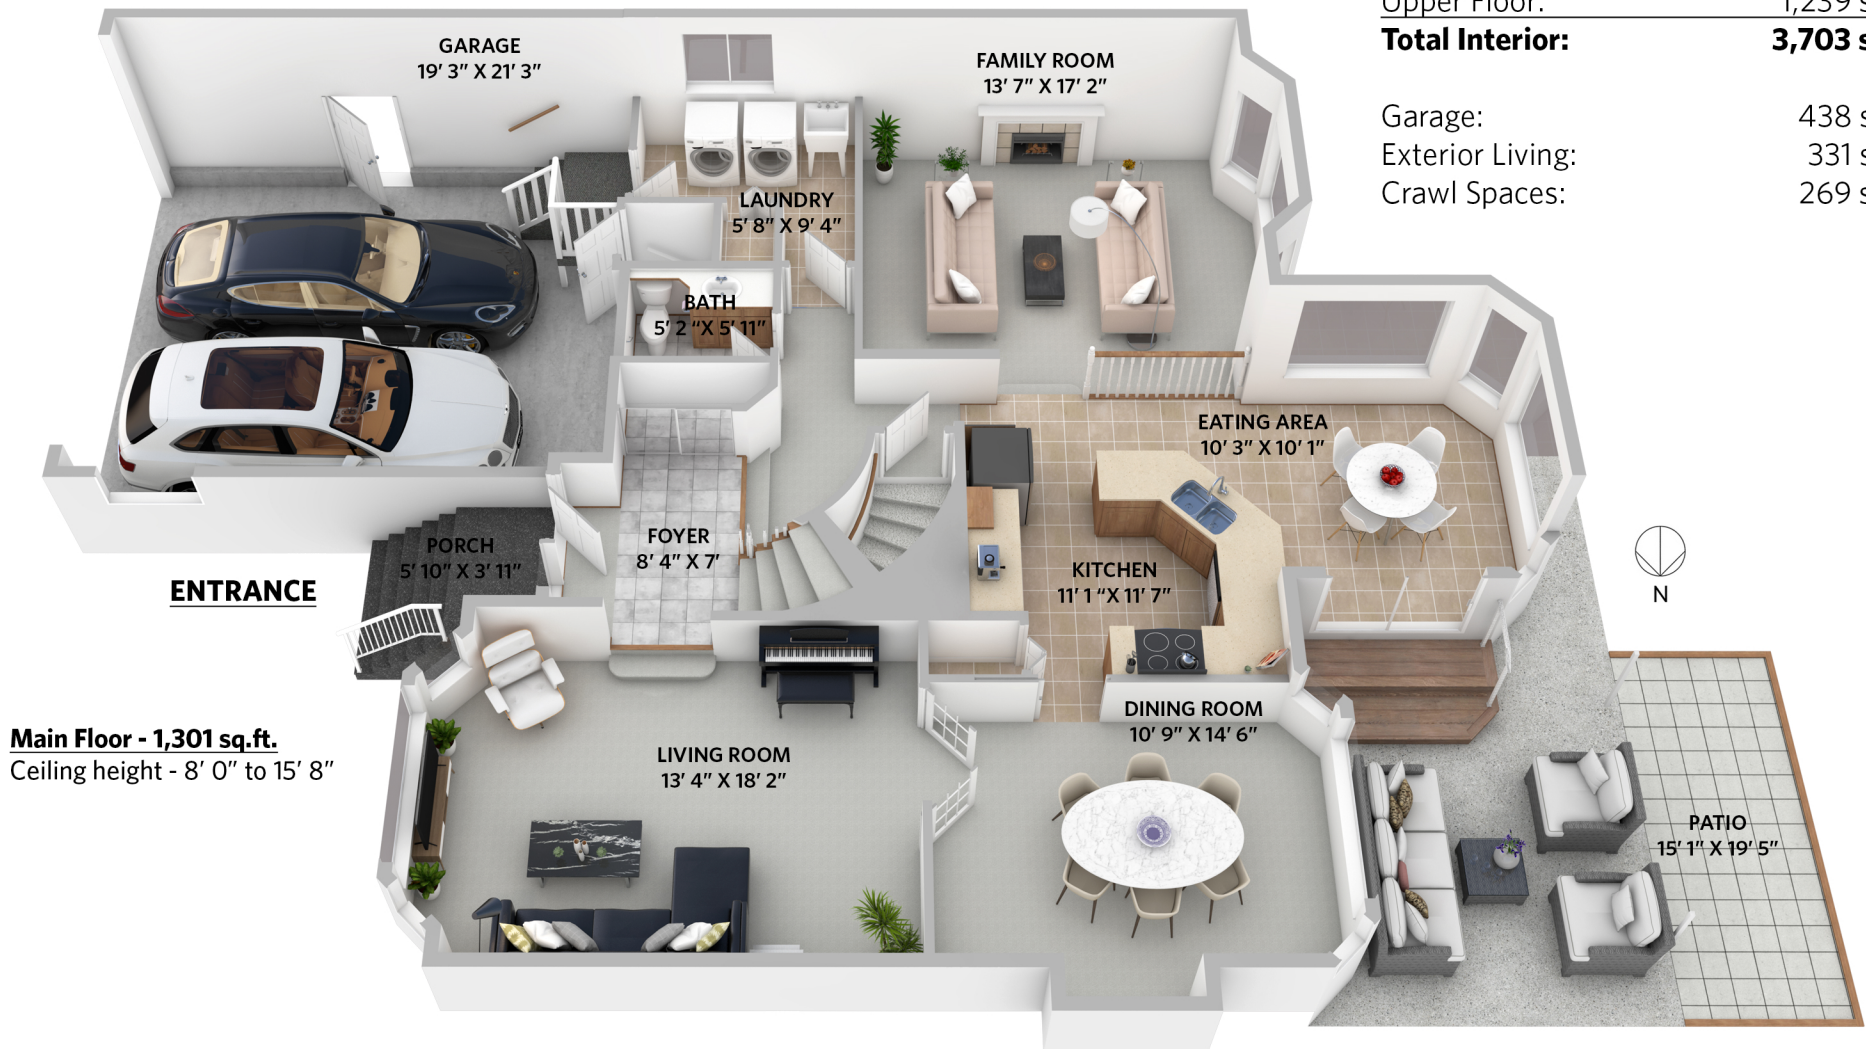 Upper Floor: 1,239 s
Total Interior: 3,703 s
Garage: 438 s
Exterior Living: 331 s
Crawl Spaces: 269 s
GARAGE
19' 3" X 21' 3"
FAMILY ROOM
13' 7" X 17' 2"
LAUNDRY
5' 8" X 9' 4"
BATH
5' 2 "X 5' 11"
EATING AREA
10' 3" X 10' 1"
PORCH
5' 10" X 3' 11"
FOYER
8' 4" X 7'
KITCHEN
11' 1 "X 11' 7"
ENTRANCE
N
Main Floor - 1,301 sq.ft.
Ceiling height - 8' 0" to 15' 8"
LIVING ROOM
13' 4" X 18' 2"
DINING ROOM
10' 9" X 14' 6"
PATIO
15' 1" X 19' 5"